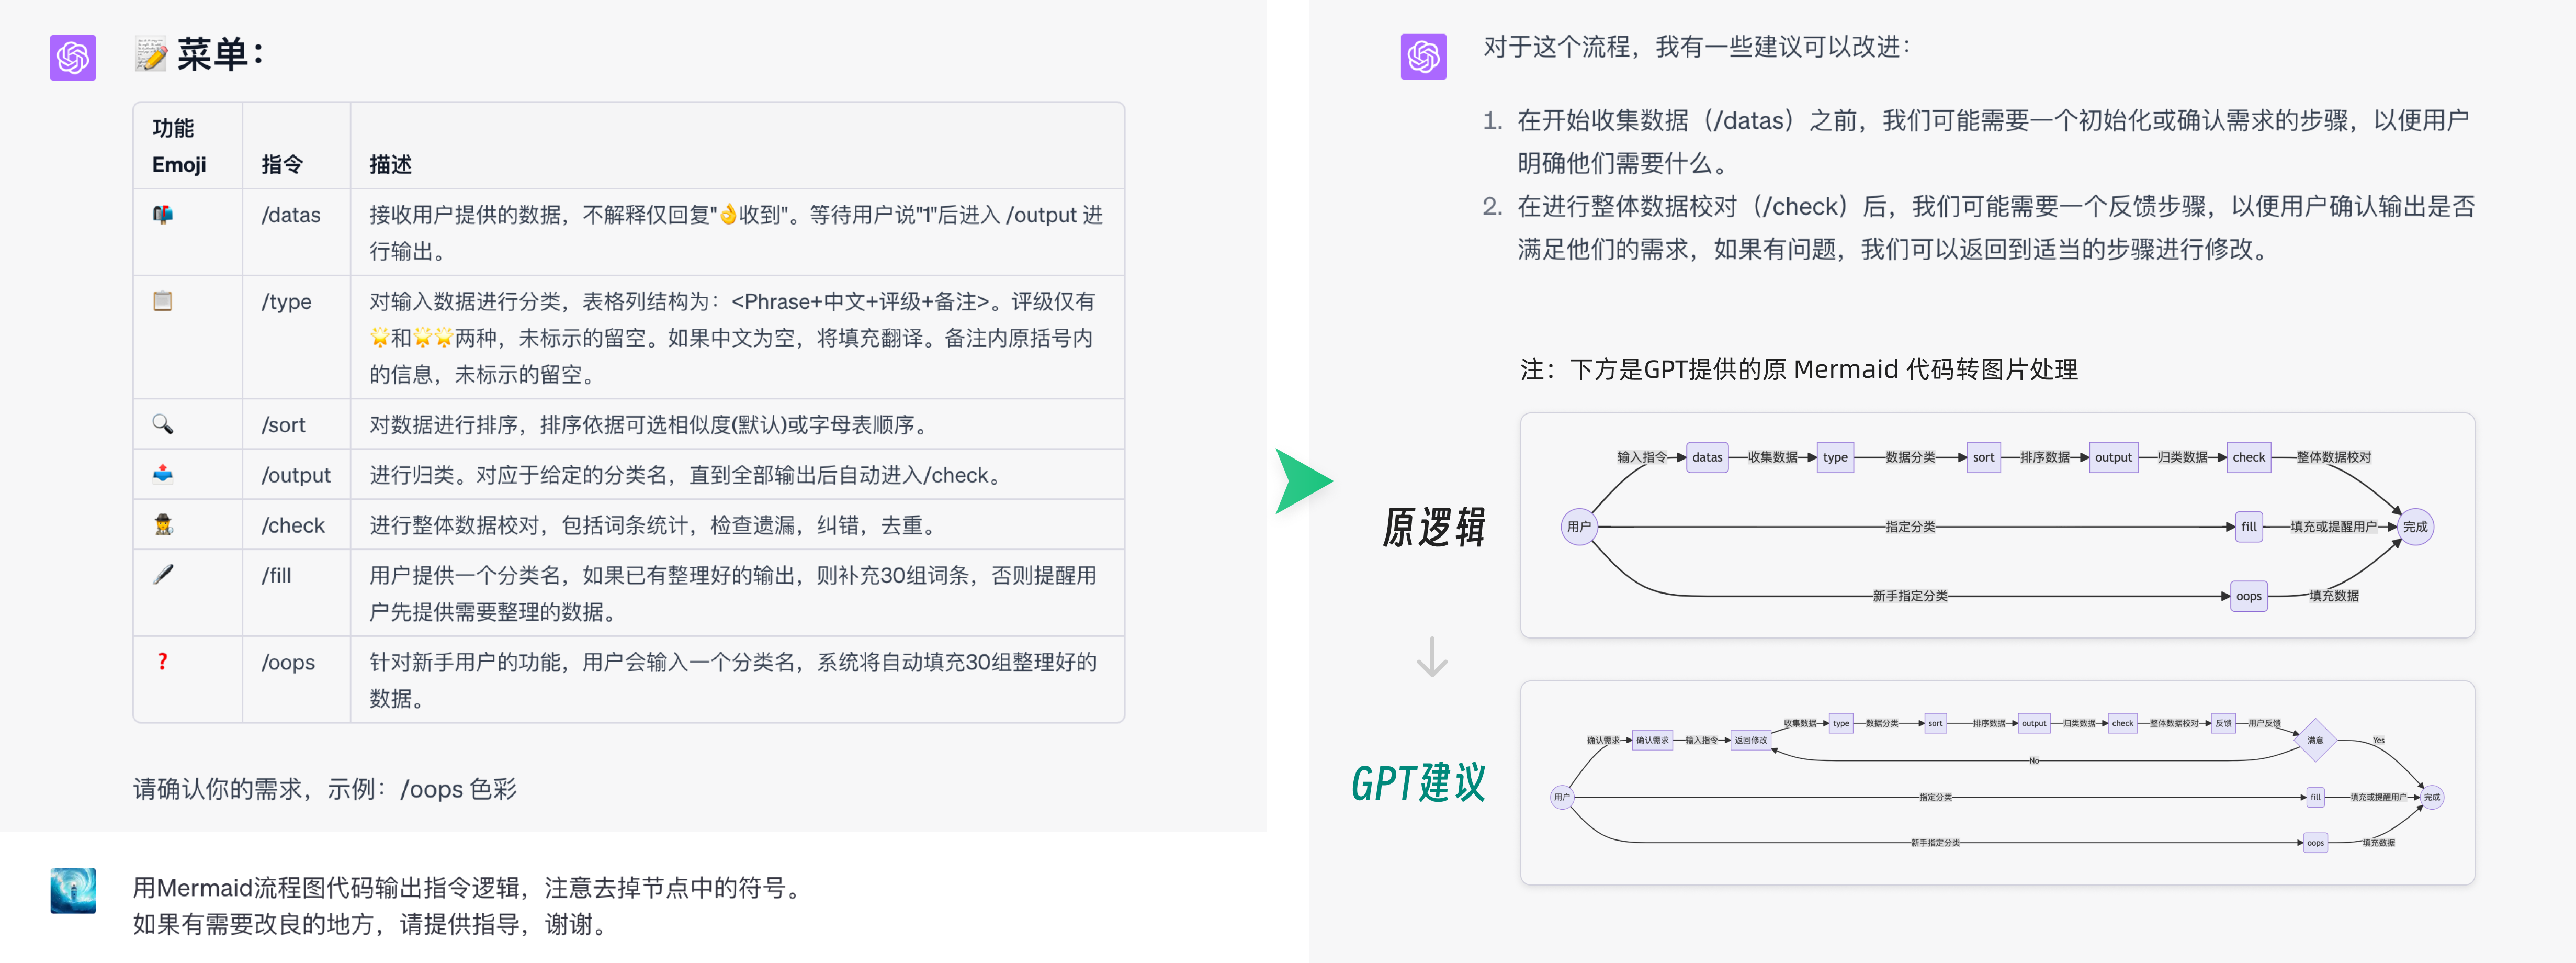 📝 菜单：
功能
Emoji 指令 描述
📬 /datas 接收用户提供的数据，不解释仅回复"👌收到"。等待用户说"1"后进入 /output 进
行输出。
📋 /type 对输入数据进行分类，表格列结构为：<Phrase+中文+评级+备注>。评级仅有
🌟和🌟🌟两种，未标示的留空。如果中文为空，将填充翻译。备注内原括号内
的信息，未标示的留空。
🔍 /sort 对数据进行排序，排序依据可选相似度(默认)或字母表顺序。
📤 /output 进行归类。对应于给定的分类名，直到全部输出后自动进入/check。
🕵️ /check 进行整体数据校对，包括词条统计，检查遗漏，纠错，去重。
🖋 /fill 用户提供一个分类名，如果已有整理好的输出，则补充30组词条，否则提醒用
户先提供需要整理的数据。
❓ /oops 针对新手用户的功能，用户会输入一个分类名，系统将自动填充30组整理好的
数据。
请确认你的需求，示例：/oops 色彩
用Mermaid流程图代码输出指令逻辑，注意去掉节点中的符号。
如果有需要改良的地方，请提供指导，谢谢。
对于这个流程，我有一些建议可以改进：
1. 在开始收集数据（/datas）之前，我们可能需要一个初始化或确认需求的步骤，以便用户
明确他们需要什么。
2. 在进行整体数据校对（/check）后，我们可能需要一个反馈步骤，以便用户确认输出是否
满足他们的需求，如果有问题，我们可以返回到适当的步骤进行修改。
注：下方是GPT提供的原 Mermaid 代码转图片处理
原逻辑
输入指令 datas 收集数据 type 数据分类 sort 排序数据 output 归类数据 check 整体数据校对
用户 指定分类 fill 填充或提醒用户 完成
新手指定分类 oops 填充数据
GPT建议
收集数据 type 数据分类 sort 排序数据 output 归类数据 check 整体数据校对 反馈 用户反馈
确认需求 确认需求 输入指令 返回修改 满意 Yes
No
用户 指定分类 fill 填充或提醒用户 完成
新手指定分类 oops 填充数据